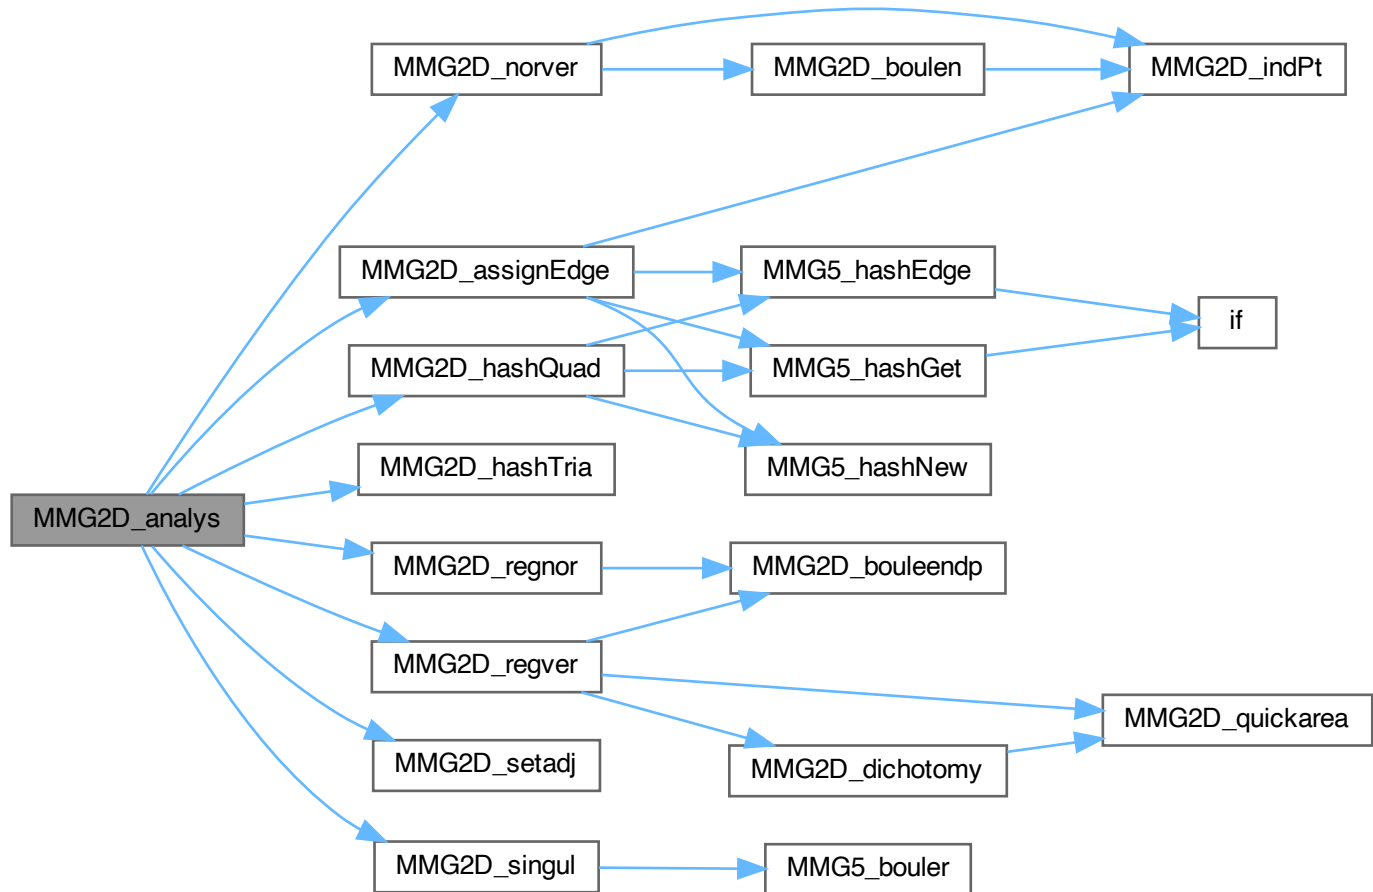 MMG2D_norver
MMG2D_boulen
MMG2D_indPt
MMG2D_assignEdge
MMG5_hashEdge
if
MMG2D_hashQuad
MMG5_hashGet
MMG2D_hashTria
MMG5_hashNew
MMG2D_analys
MMG2D_regnor
MMG2D_bouleendp
MMG2D_regver
MMG2D_quickarea
MMG2D_setadj
MMG2D_dichotomy
MMG2D_singul
MMG5_bouler